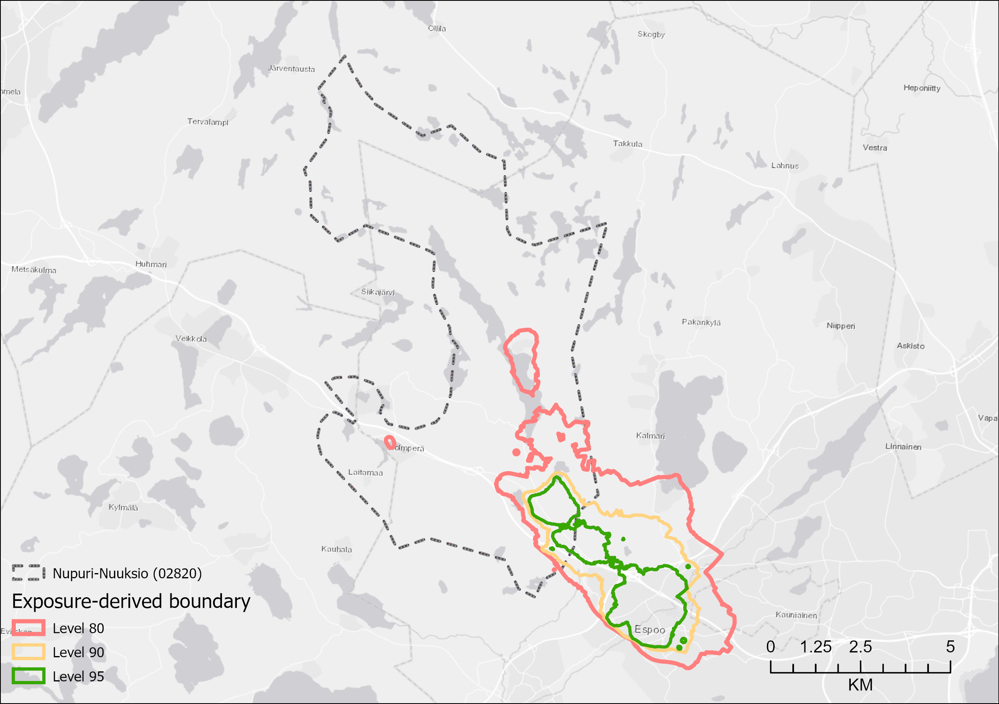 Ollila
Skogby
Järventausta
Heponiitty
Tervalampi
Takkula
Vestra
Lahnus
Huhmari
Metsäkulma
Siikajärvi
Pakankylä
Niipperi
Veikkola
Askisto
Kalmari
Linnainen
Laitamaa
Kylmälä
Kauhala
Kauniainen
Espoo
Nupuri-Nuuksio (02820)
Exposure-derived boundary
Level 80
Level 90
Level 95
0 1.25 2.5 5
KM